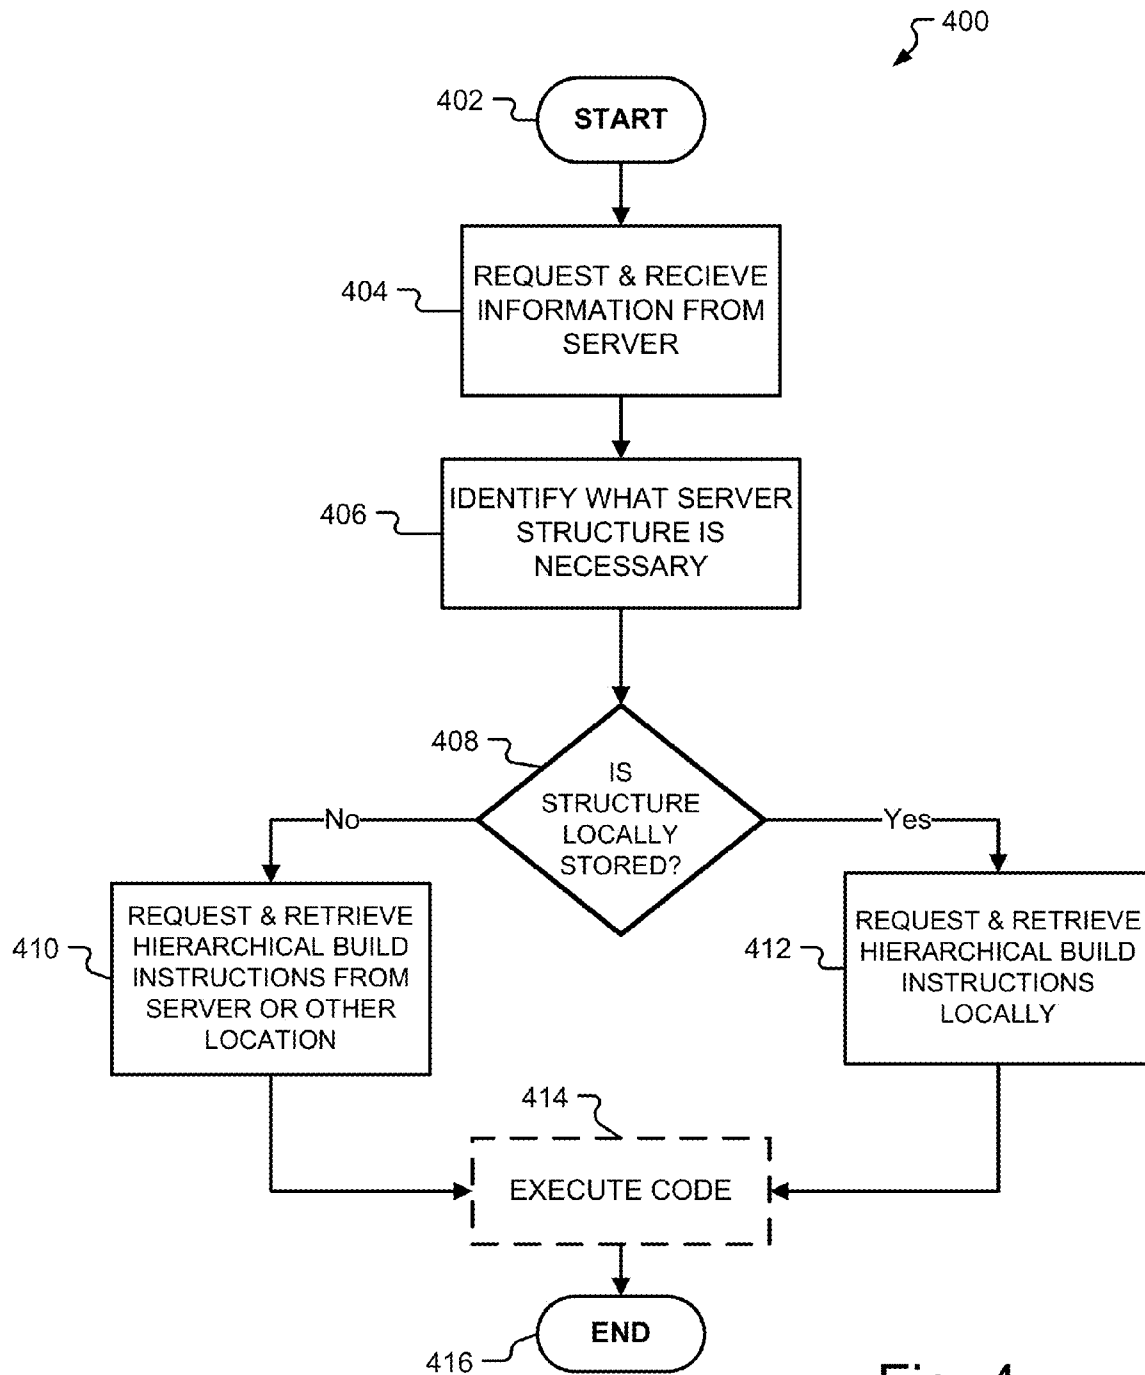 400
402
START
404
REQUEST & RECIEVE
INFORMATION FROM
SERVER
406
IDENTIFY WHAT SERVER
STRUCTURE IS
NECESSARY
408
IS
STRUCTURE
LOCALLY
STORED?
No
Yes
410
REQUEST & RETRIEVE
HIERARCHICAL BUILD
INSTRUCTIONS FROM
SERVER OR OTHER
LOCATION
412
REQUEST & RETRIEVE
HIERARCHICAL BUILD
INSTRUCTIONS
LOCALLY
414
EXECUTE CODE
END
416
Fig. 4